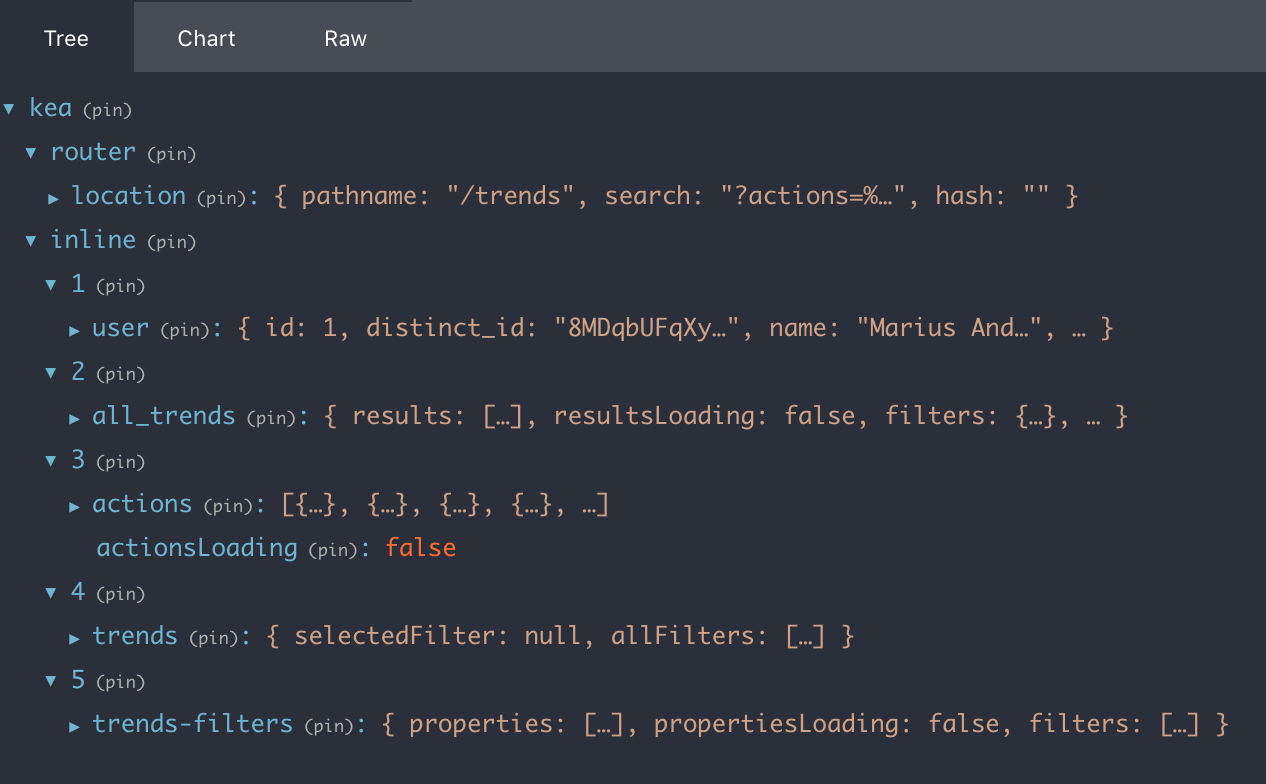 Tree Chart Raw
▼ kea (pin)
▼ router (pin)
▶ location (pin): { pathname: "/trends", search: "?actions=%…", hash: "" }
▼ inline (pin)
▼ 1 (pin)
▶ user (pin): { id: 1, distinct_id: "8MDqbUFqXy…", name: "Marius And…", … }
▼ 2 (pin)
▶ all_trends (pin): { results: […], resultsLoading: false, filters: {…}, … }
▼ 3 (pin)
▶ actions (pin): [{…}, {…}, {…}, {…}, …]
actionsLoading (pin): false
▼ 4 (pin)
▶ trends (pin): { selectedFilter: null, allFilters: […] }
▼ 5 (pin)
▶ trends-filters (pin): { properties: […], propertiesLoading: false, filters: […] }